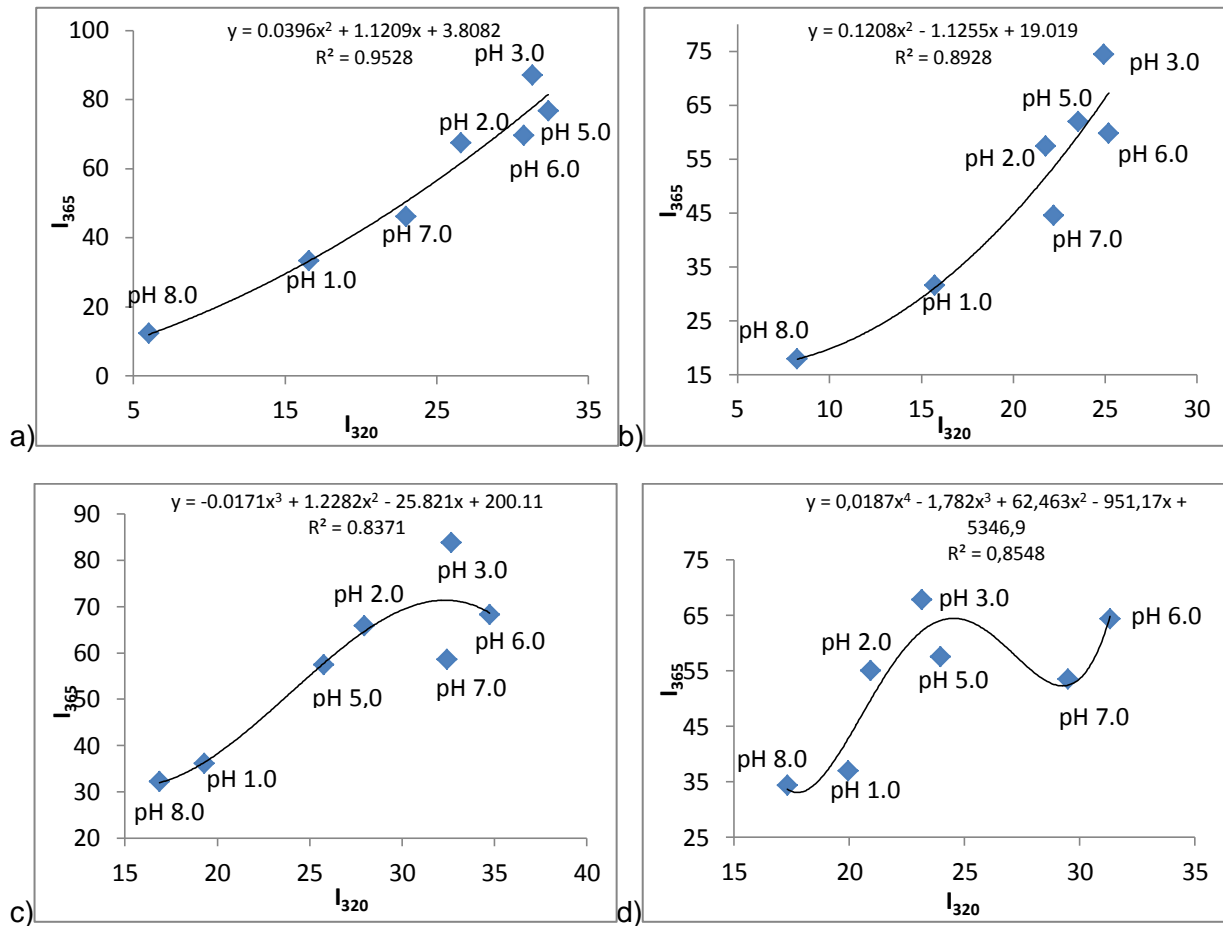 y = 0.0396x² + 1.1209x + 3.8082
R² = 0.9528
100
80
60
40
20
0
I₃₆₅
pH 3.0
pH 2.0
pH 5.0
pH 6.0
pH 7.0
pH 1.0
pH 8.0
5 15 25 35
I₃₂₀
a)
y = 0.1208x² - 1.1255x + 19.019
R² = 0.8928
75
65
55
45
35
25
15
I₃₆₅
pH 3.0
pH 5.0
pH 2.0
pH 6.0
pH 7.0
pH 1.0
pH 8.0
5 10 15 20 25 30
I₃₂₀
b)
y = -0.0171x³ + 1.2282x² - 25.821x + 200.11
R² = 0.8371
90
80
70
60
50
40
30
20
I₃₆₅
pH 3.0
pH 2.0
pH 6.0
pH 7.0
pH 5,0
pH 1.0
pH 8.0
15 20 25 30 35 40
I₃₂₀
c)
y = 0,0187x⁴ - 1,782x³ + 62,463x² - 951,17x +
5346,9
R² = 0,8548
75
65
55
45
35
25
I₃₆₅
pH 3.0
pH 6.0
pH 2.0
pH 5.0
pH 7.0
pH 8.0
pH 1.0
15 20 25 30 35
I₃₂₀
d)